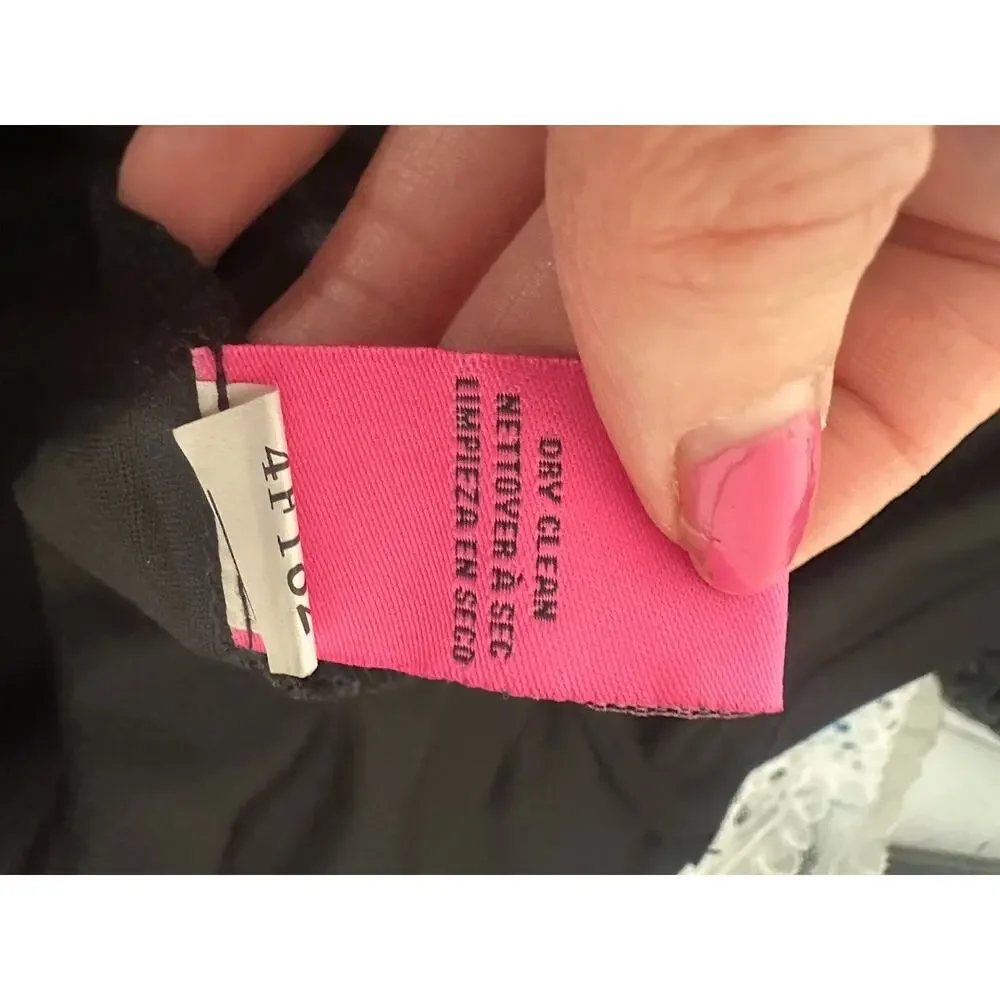 DRY CLEAN
NETTOYER À SEC
LIMPIEZA EN SECO